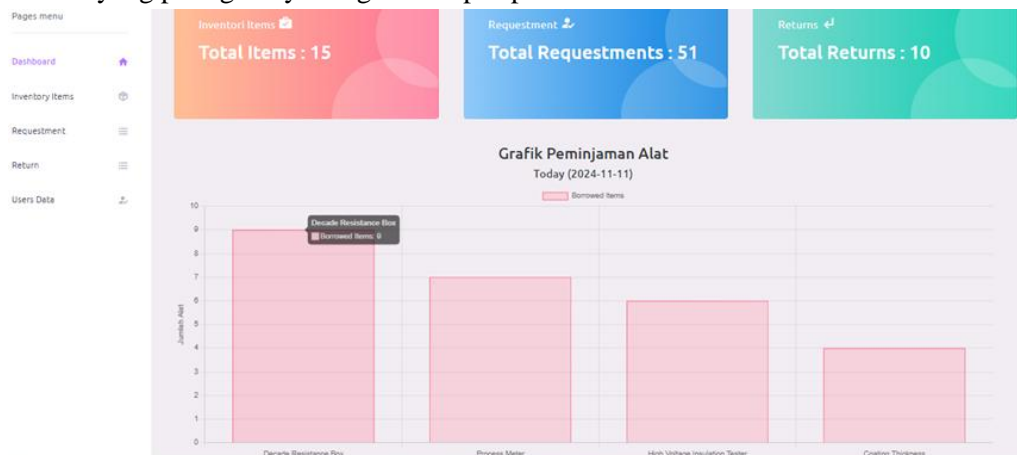 Pages menu
Dashboard
Inventory Items
Requestment
Return
Users Data
Inventori Items
Total Items : 15
Requestment
Total Requestments : 51
Returns
Total Returns : 10
Grafik Peminjaman Alat
Today (2024-11-11)
Borrowed Items
10
9
8
7
6
5
4
3
2
1
0
Jumlah Alat
Decade Resistance Box
Borrowed Items: 9
Decade Resistance Box
Process Meter
High Voltage Insulation Tester
Coating Thickness